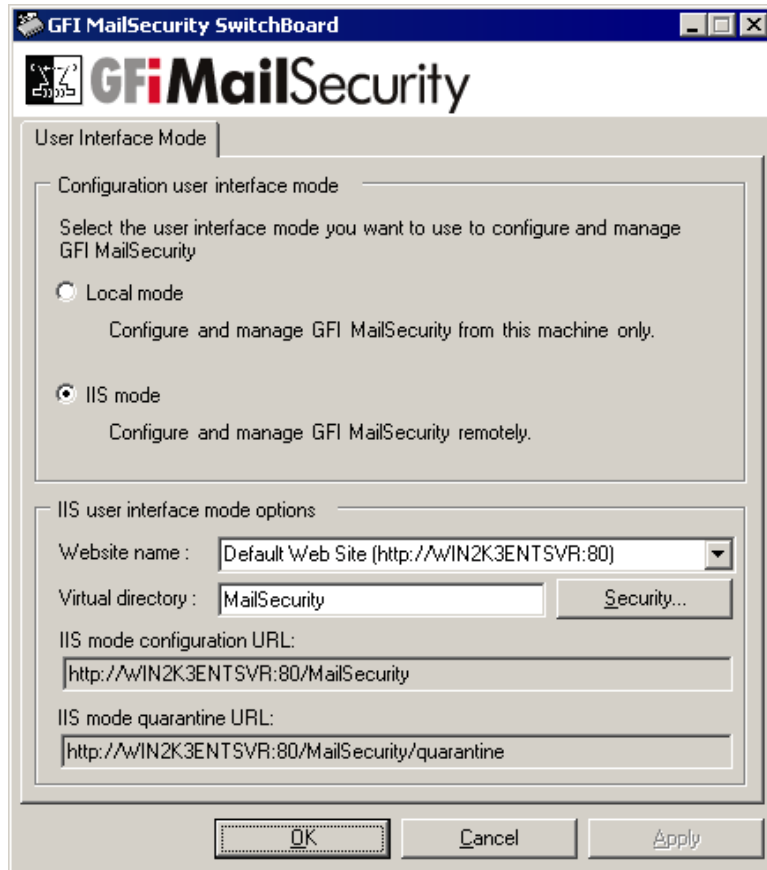 GFI MailSecurity SwitchBoard
GFi MailSecurity
User Interface Mode
Configuration user interface mode
Select the user interface mode you want to use to configure and manage
GFI MailSecurity
Local mode
Configure and manage GFI MailSecurity from this machine only.
IIS mode
Configure and manage GFI MailSecurity remotely.
IIS user interface mode options
Website name : Default Web Site (http://WIN2K3ENTSVR:80)
Virtual directory : MailSecurity Security...
IIS mode configuration URL:
http://WIN2K3ENTSVR:80/MailSecurity
IIS mode quarantine URL:
http://WIN2K3ENTSVR:80/MailSecurity/quarantine
OK Cancel Apply